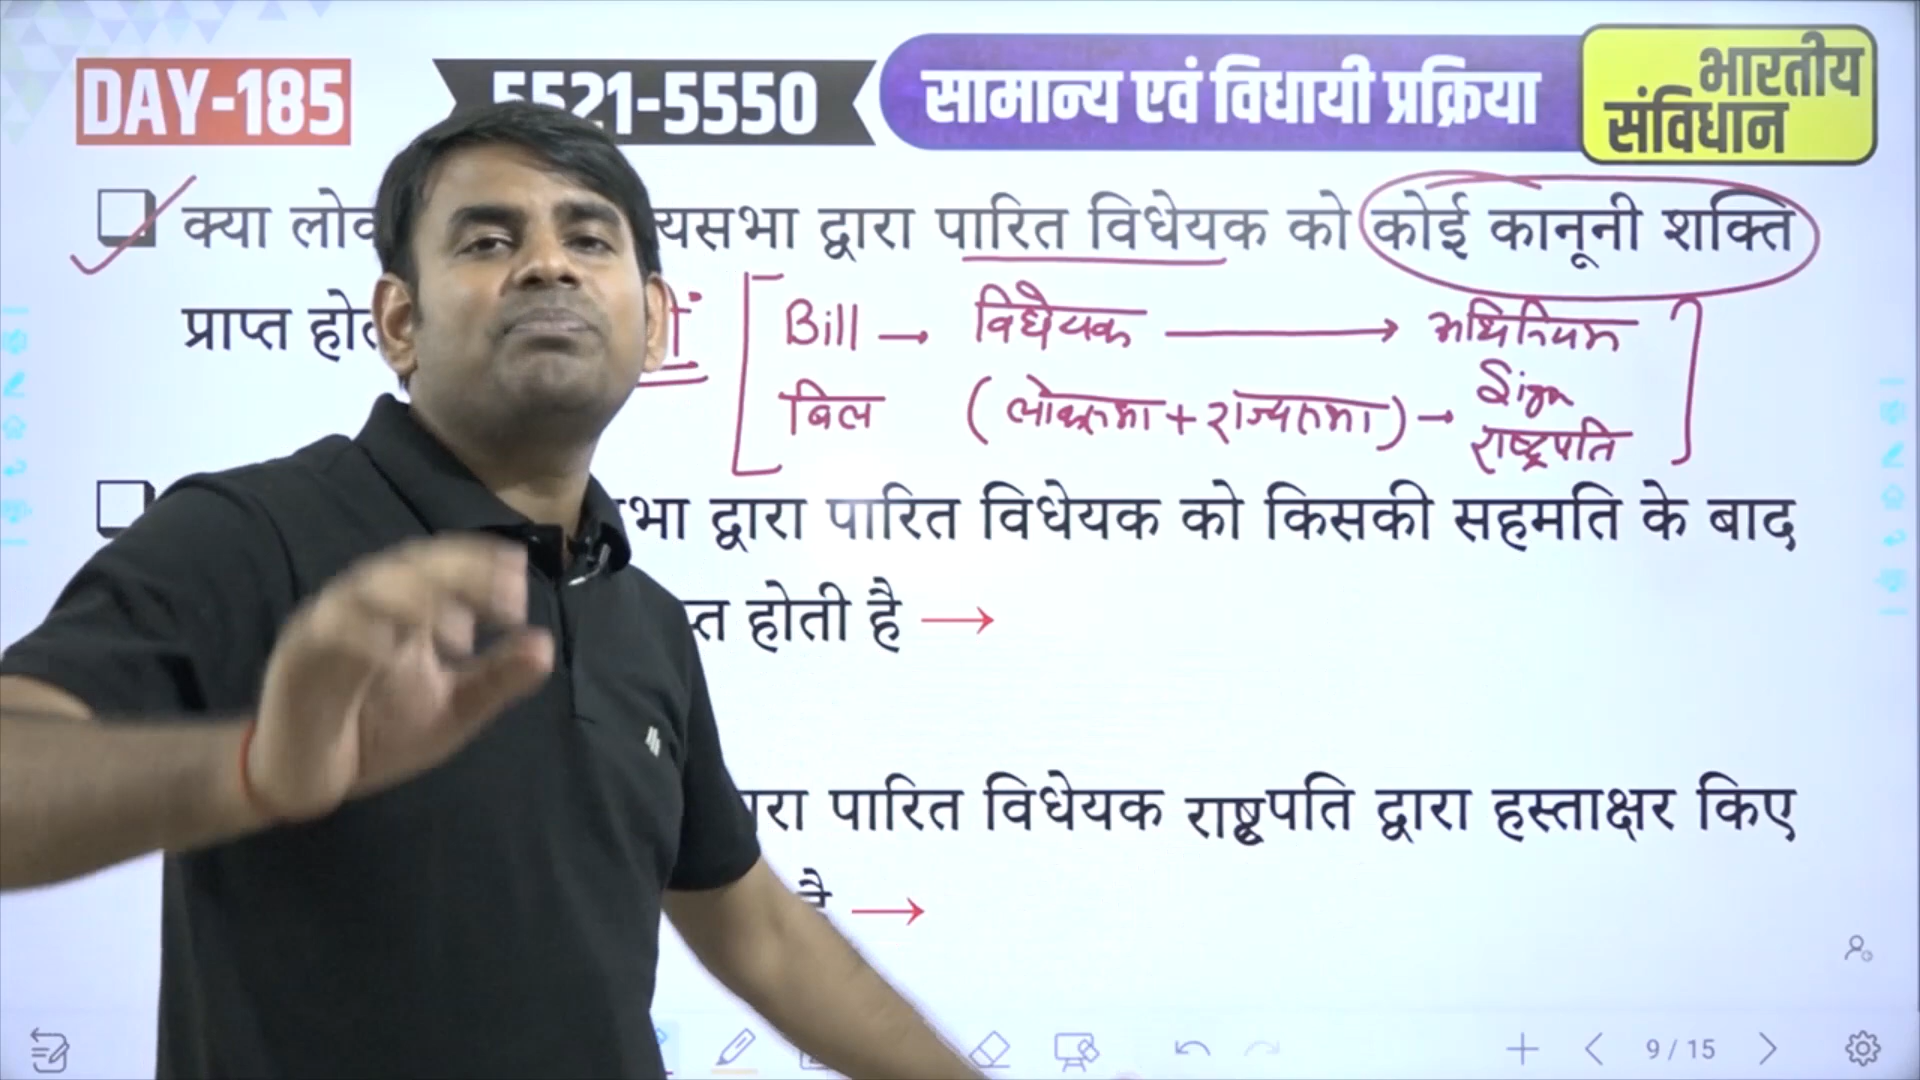 DAY-185
5521-5550
सामान्य एवं विधायी प्रक्रिया
भारतीय
संविधान
क्या द्वारा पारित विधेयक को कोई कानूनी शक्ति
प्राप्त
Bill → विधेयक → अधिनियम
बिल (लोकसभा + राज्यसभा) → Sign
राष्ट्रपति
द्वारा पारित विधेयक को किसकी सहमति के बाद
होती है →
पारित विधेयक राष्ट्रपति द्वारा हस्ताक्षर किए
है →
9 / 15